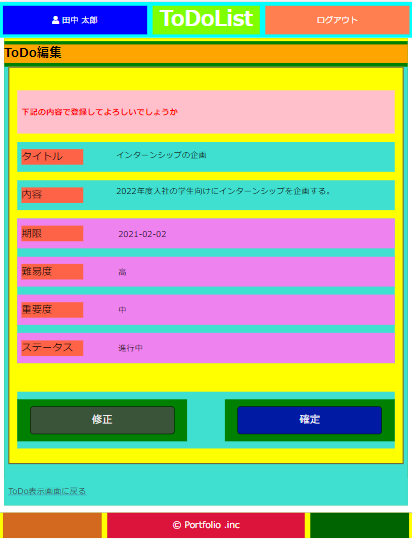 田中 太郎
ToDoList
ログアウト
ToDo編集
下記の内容で登録してよろしいでしょうか
タイトル
インターンシップの企画
内容
2022年度入社の学生向けにインターンシップを企画する。
期限
2021-02-02
難易度
高
重要度
中
ステータス
進行中
修正
確定
ToDo表示画面に戻る
© Portfolio .inc